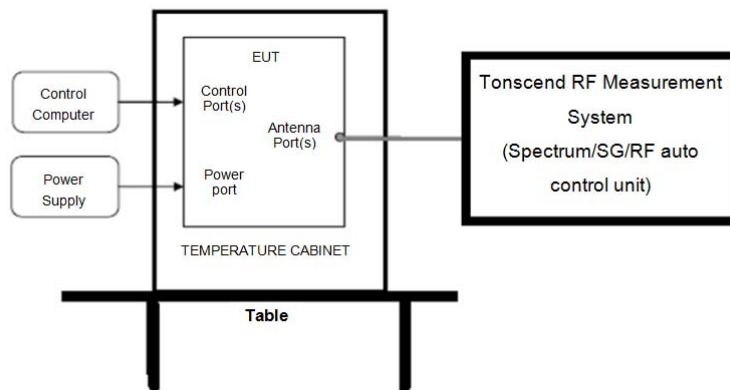 EUT
Control
Computer
Control
Port(s)
Antenna
Port(s)
Power
Supply
Power
port
TEMPERATURE CABINET
Table
Tonscend RF Measurement
System
(Spectrum/SG/RF auto
control unit)